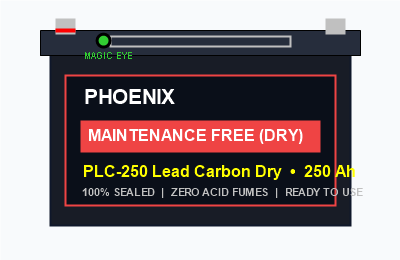 MAGIC EYE
PHOENIX
MAINTENANCE FREE (DRY)
PLC-250 Lead Carbon Dry • 250 Ah
100% SEALED | ZERO ACID FUMES | READY TO USE